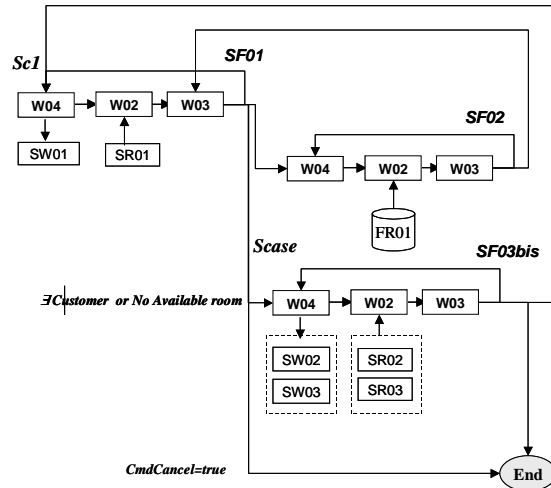 Sc1
SF01
W04
W02
W03
SW01
SR01
SF02
W04
W02
W03
FR01
Scase
SF03bis
∃Customer or No Available room
W04
W02
W03
SW02
SR02
SW03
SR03
CmdCancel=true
End